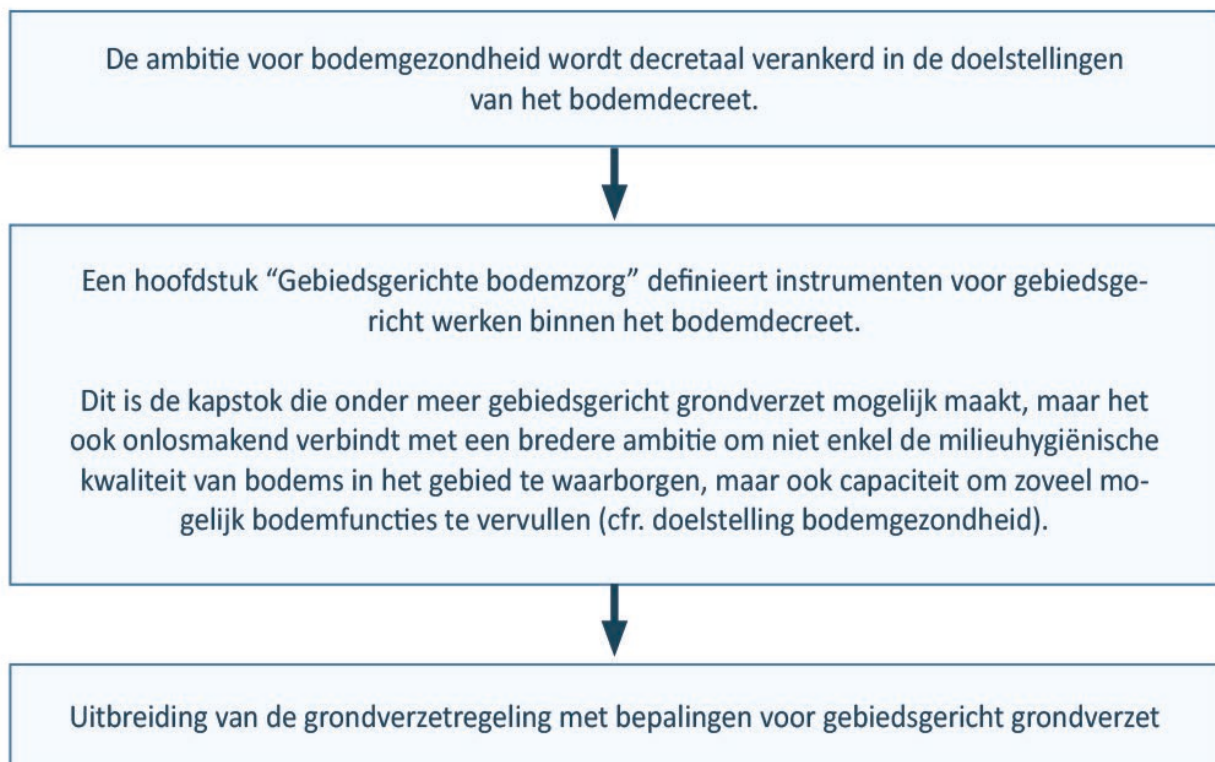 De ambitie voor bodemgezondheid wordt decretaal verankerd in de doelstellingen
van het bodemdecreet.
Een hoofdstuk “Gebiedsgerichte bodemzorg” definieert instrumenten voor gebiedsge-
richt werken binnen het bodemdecreet.
Dit is de kapstok die onder meer gebiedsgericht grondverzet mogelijk maakt, maar het
ook onlosmakend verbindt met een bredere ambitie om niet enkel de milieuhygiënische
kwaliteit van bodems in het gebied te waarborgen, maar ook capaciteit om zoveel mo-
gelijk bodemfuncties te vervullen (cfr. doelstelling bodemgezondheid).
Uitbreiding van de grondverzetregeling met bepalingen voor gebiedsgericht grondverzet